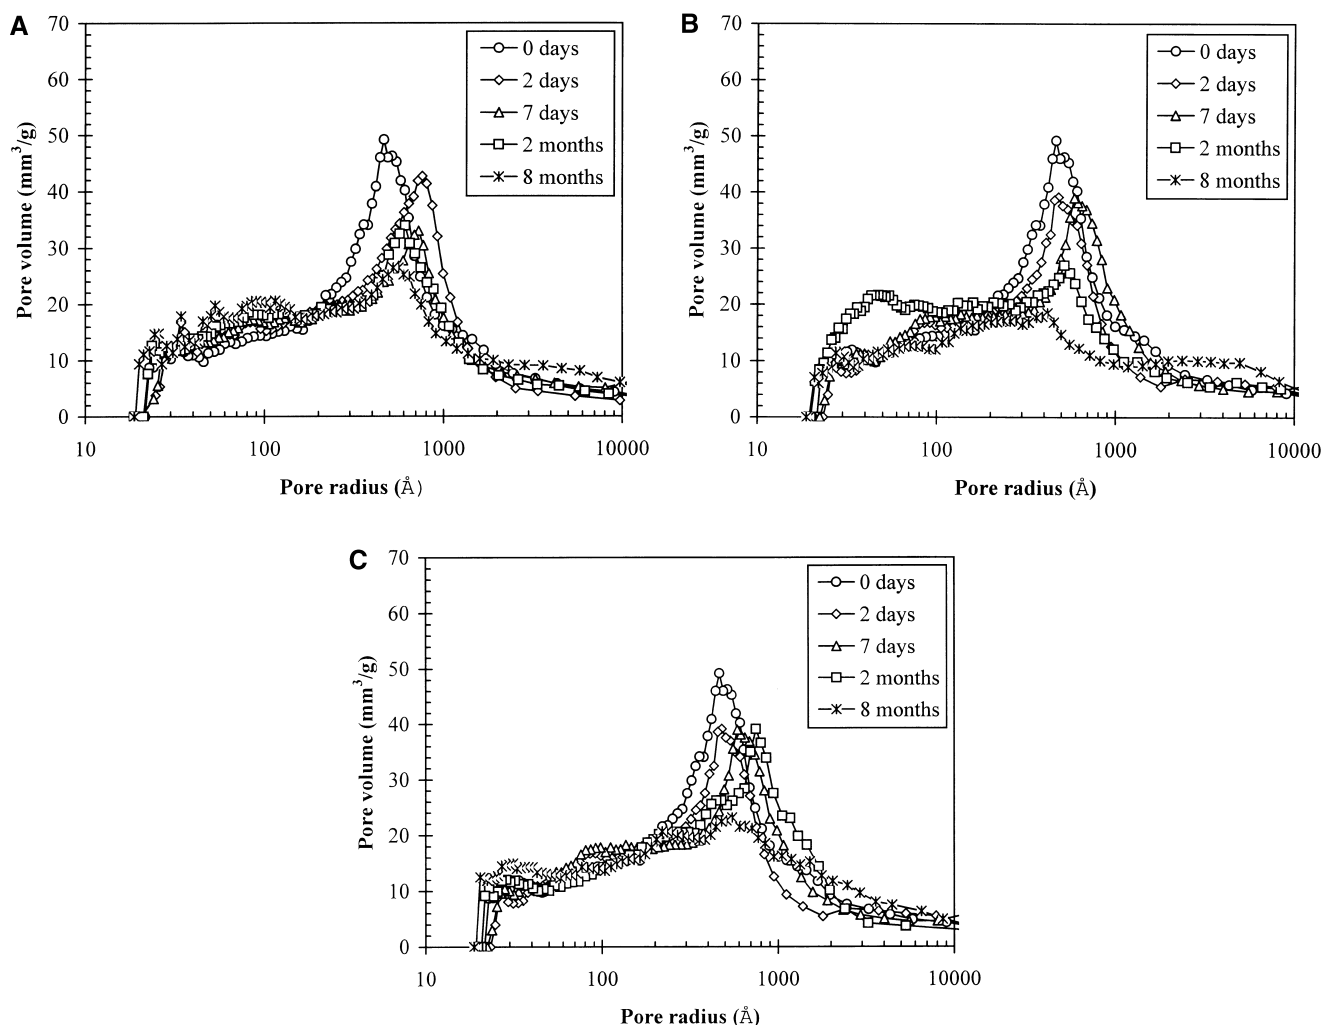 A
70
60
50
40
30
20
10
0
Pore volume (mm³/g)
0 days
2 days
7 days
2 months
8 months
10 100 1000 10000
Pore radius (Å)
B
70
60
50
40
30
20
10
0
Pore volume (mm³/g)
0 days
2 days
7 days
2 months
8 months
10 100 1000 10000
Pore radius (Å)
C
70
60
50
40
30
20
10
0
Pore volume (mm³/g)
0 days
2 days
7 days
2 months
8 months
10 100 1000 10000
Pore radius (Å)